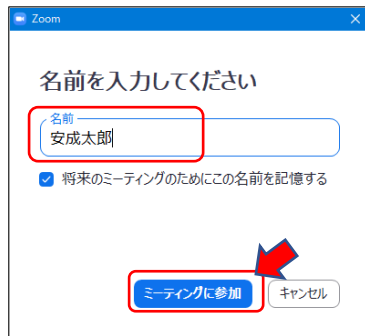 Zoom
名前を入力してください
名前
安成太郎
将来のミーティングのためにこの名前を記憶する
ミーティングに参加
キャンセル